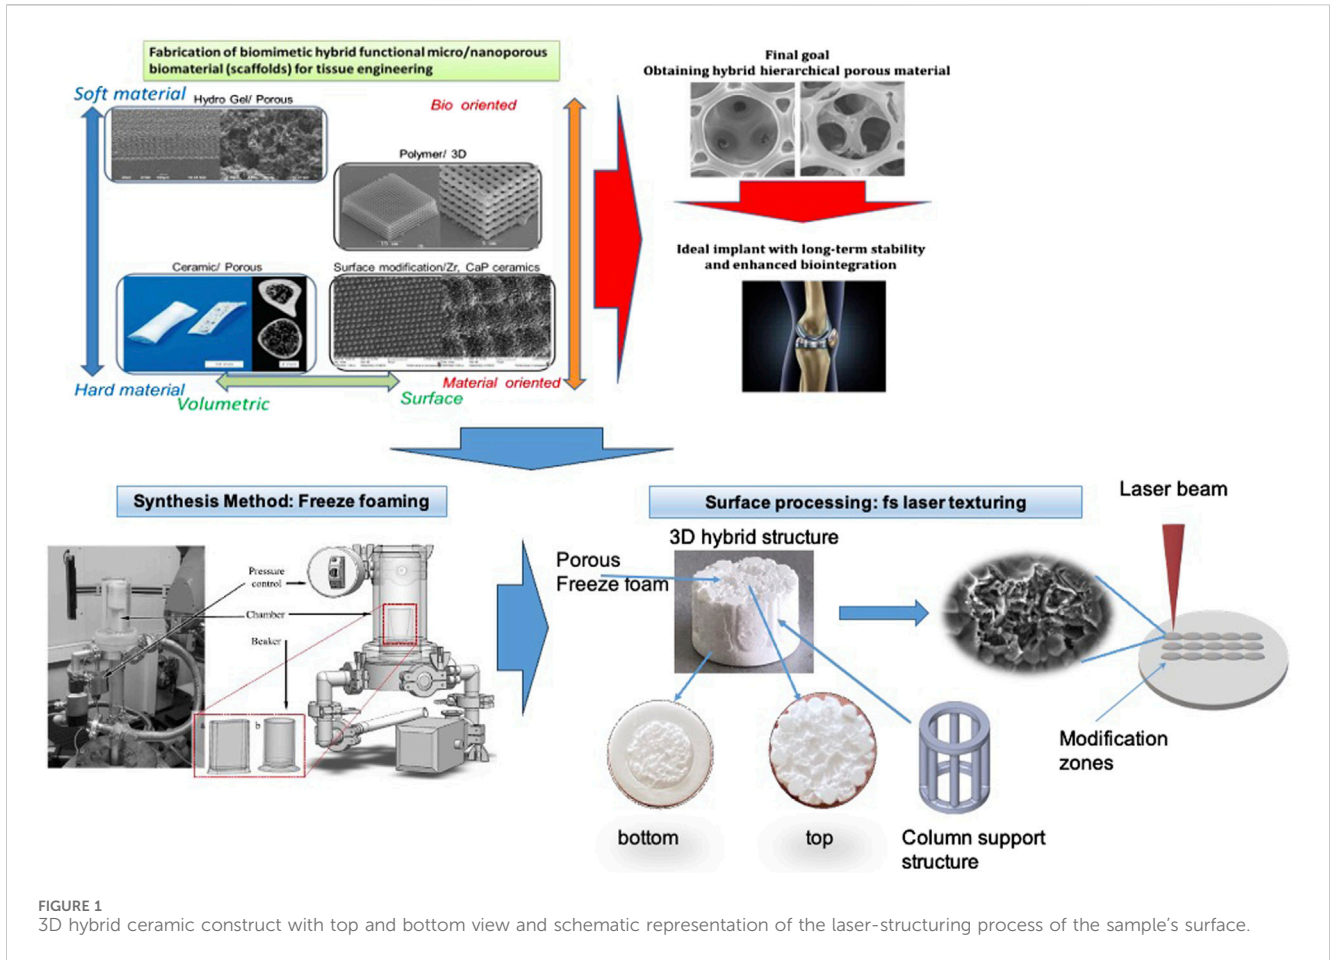 Fabrication of biomimetic hybrid functional micro/nanoporous
biomaterial (scaffolds) for tissue engineering
Soft material
Hydro Gel/ Porous
Bio oriented
Polymer/ 3D
Ceramic/ Porous
Surface modification/Zr, CaP ceramics
Hard material
Material oriented
Volumetric
Surface
Final goal
Obtaining hybrid hierarchical porous material
Ideal implant with long-term stability
and enhanced biointegration
Synthesis Method: Freeze foaming
Pressure
control
Chamber
Beaker
b
Surface processing: fs laser texturing
3D hybrid structure
Porous
Freeze foam
Laser beam
Modification
zones
bottom
top
Column support
structure
FIGURE 1
3D hybrid ceramic construct with top and bottom view and schematic representation of the laser-structuring process of the sample's surface.